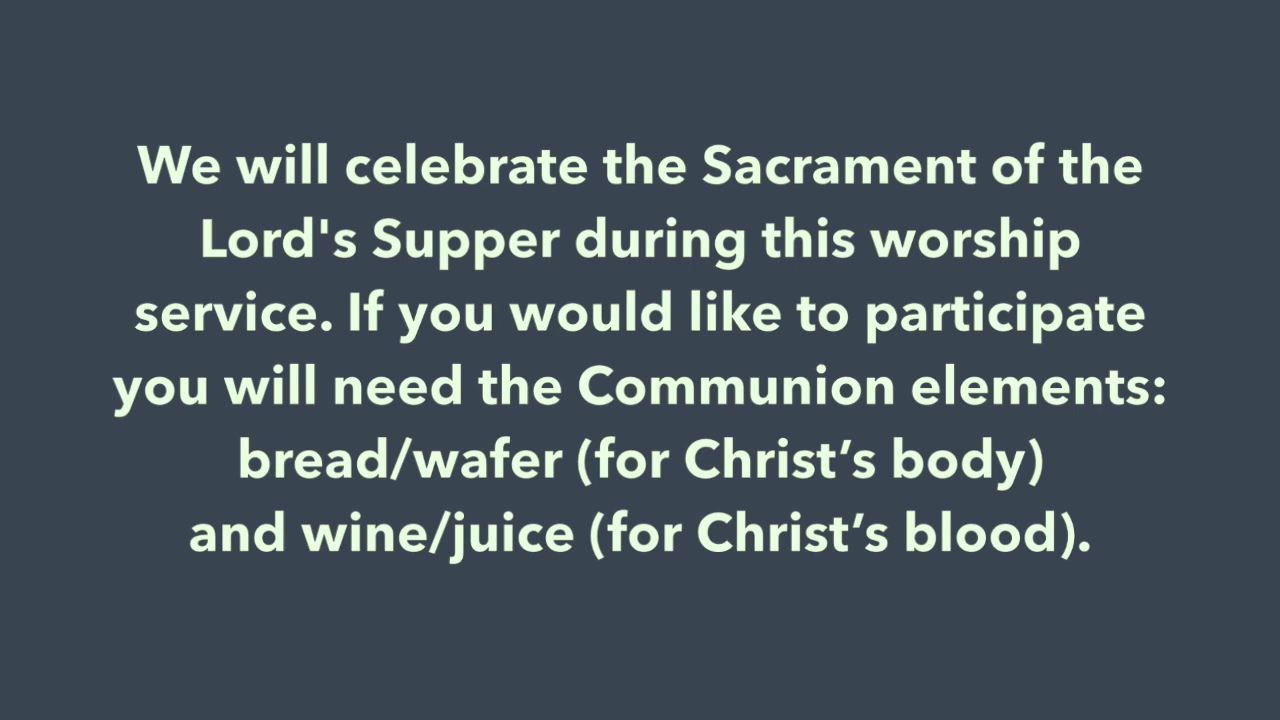 We will celebrate the Sacrament of the
Lord's Supper during this worship
service. If you would like to participate
you will need the Communion elements:
bread/wafer (for Christ’s body)
and wine/juice (for Christ’s blood).